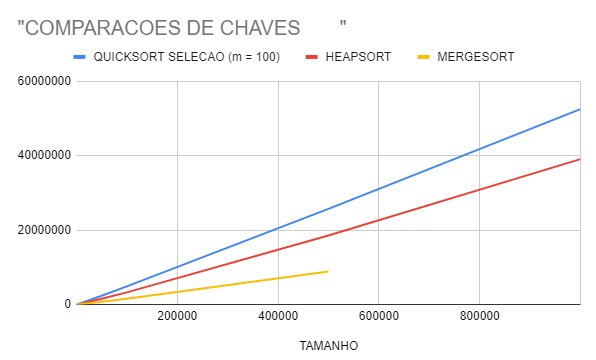 "COMPARACOES DE CHAVES "
QUICKSORT SELECAO (m = 100) HEAPSORT MERGESORT
60000000
40000000
20000000
0
200000 400000 600000 800000
TAMANHO